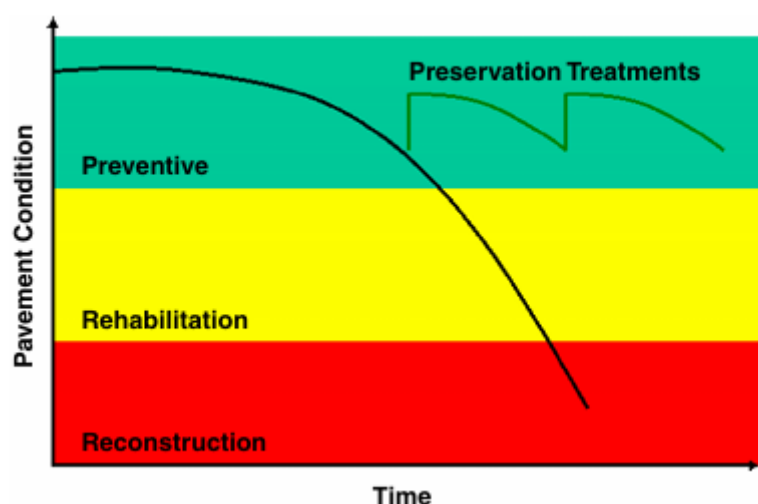 Preservation Treatments
Preventive
Rehabilitation
Reconstruction
Pavement Condition
Time